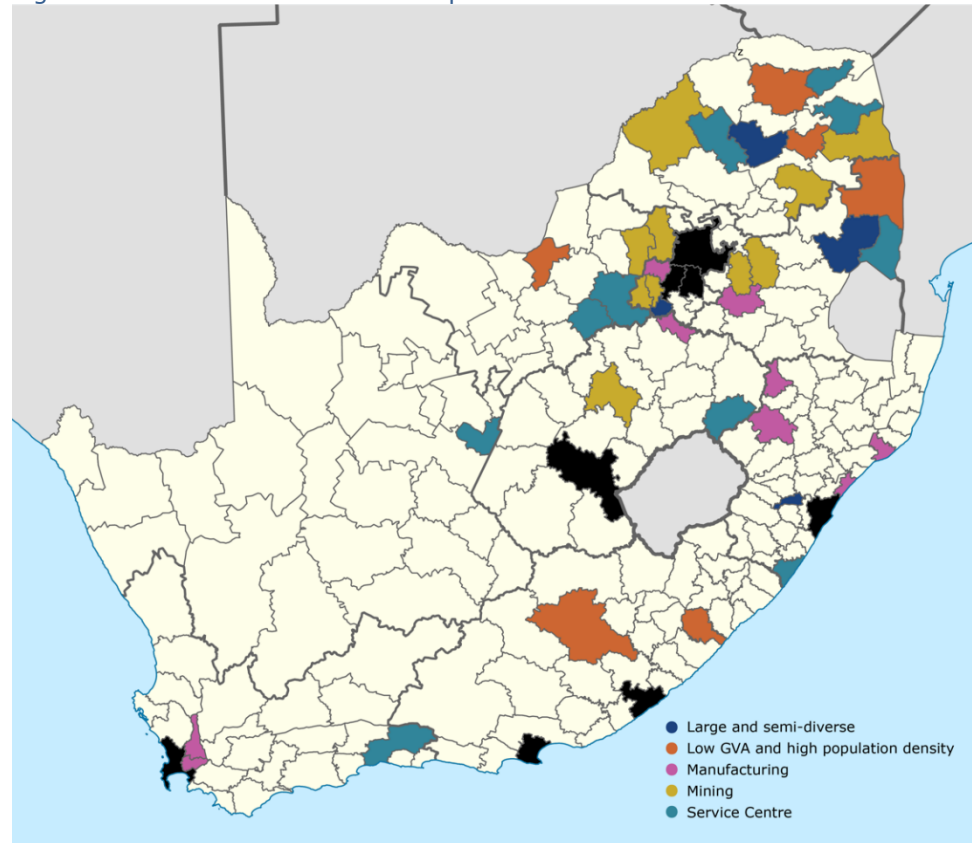 Large and semi-diverse
Low GVA and high population density
Manufacturing
Mining
Service Centre